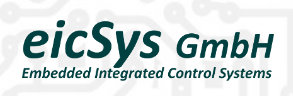 eicSys GmbH
Embedded Integrated Control Systems